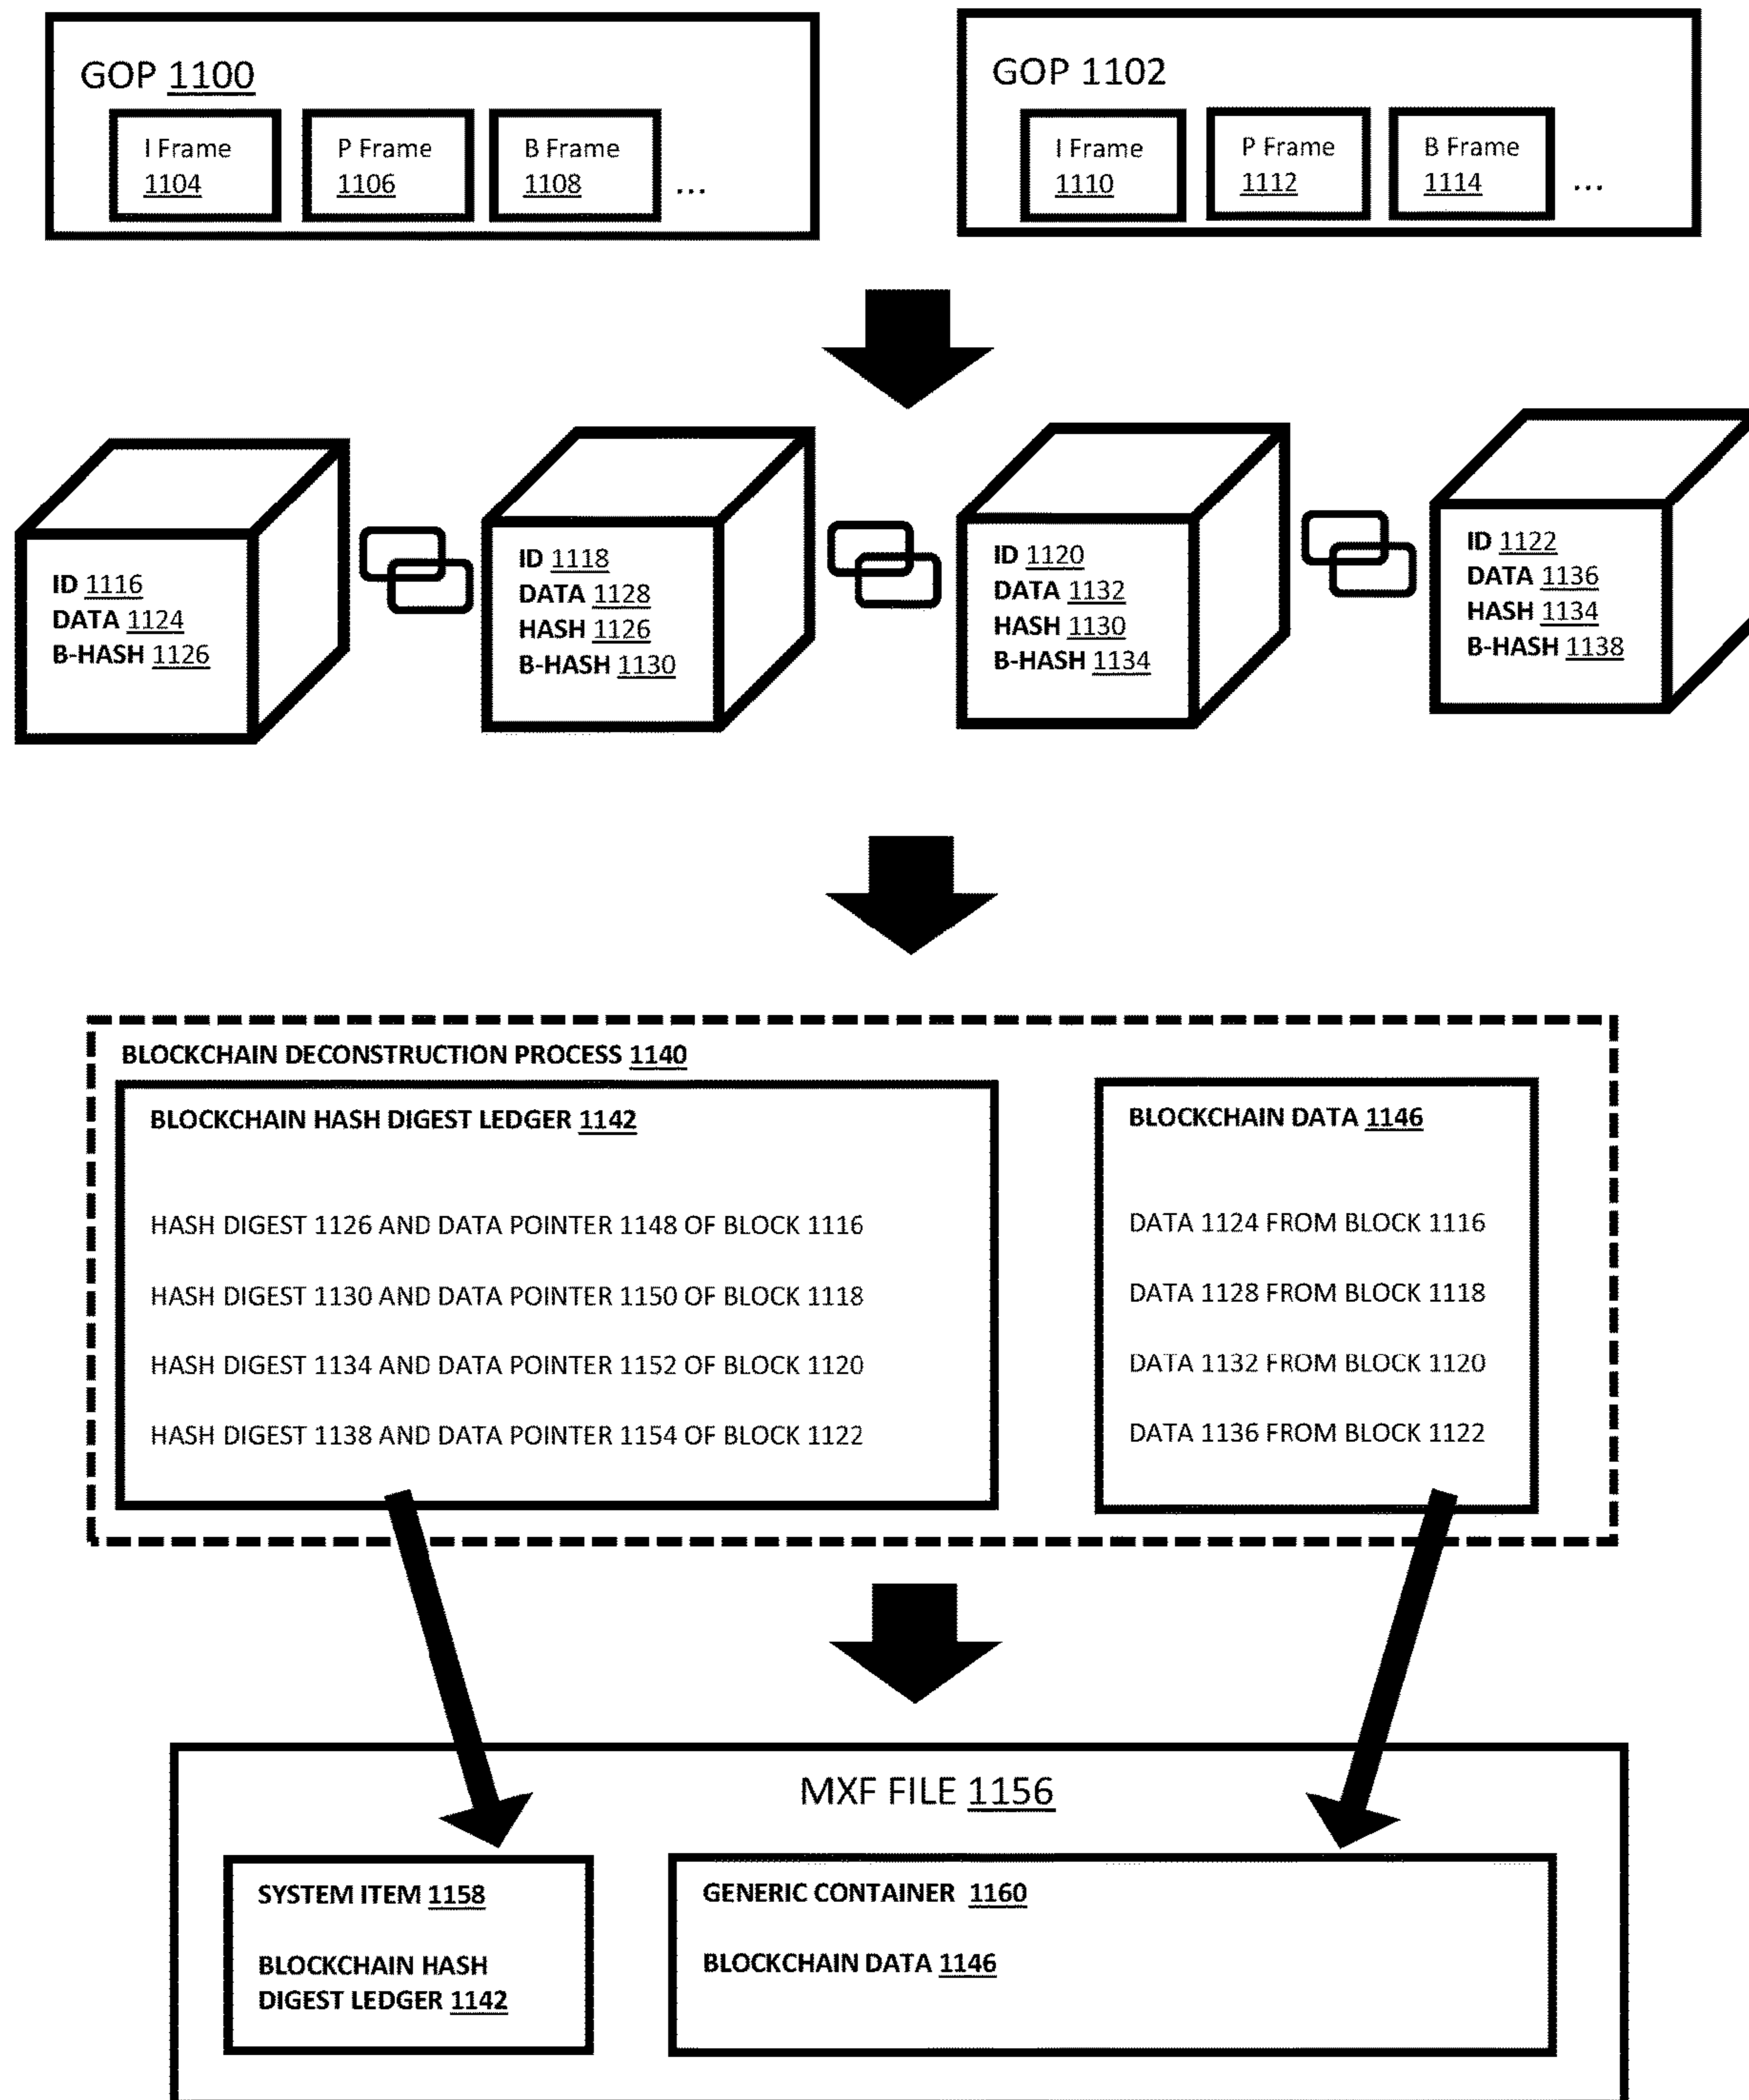 GOP 1100
I Frame
1104
P Frame
1106
B Frame
1108
...
GOP 1102
I Frame
1110
P Frame
1112
B Frame
1114
...
ID 1116
DATA 1124
B-HASH 1126
ID 1118
DATA 1128
HASH 1126
B-HASH 1130
ID 1120
DATA 1132
HASH 1130
B-HASH 1134
ID 1122
DATA 1136
HASH 1134
B-HASH 1138
BLOCKCHAIN DECONSTRUCTION PROCESS 1140
BLOCKCHAIN HASH DIGEST LEDGER 1142
HASH DIGEST 1126 AND DATA POINTER 1148 OF BLOCK 1116
HASH DIGEST 1130 AND DATA POINTER 1150 OF BLOCK 1118
HASH DIGEST 1134 AND DATA POINTER 1152 OF BLOCK 1120
HASH DIGEST 1138 AND DATA POINTER 1154 OF BLOCK 1122
BLOCKCHAIN DATA 1146
DATA 1124 FROM BLOCK 1116
DATA 1128 FROM BLOCK 1118
DATA 1132 FROM BLOCK 1120
DATA 1136 FROM BLOCK 1122
MXF FILE 1156
SYSTEM ITEM 1158
BLOCKCHAIN HASH
DIGEST LEDGER 1142
GENERIC CONTAINER 1160
BLOCKCHAIN DATA 1146